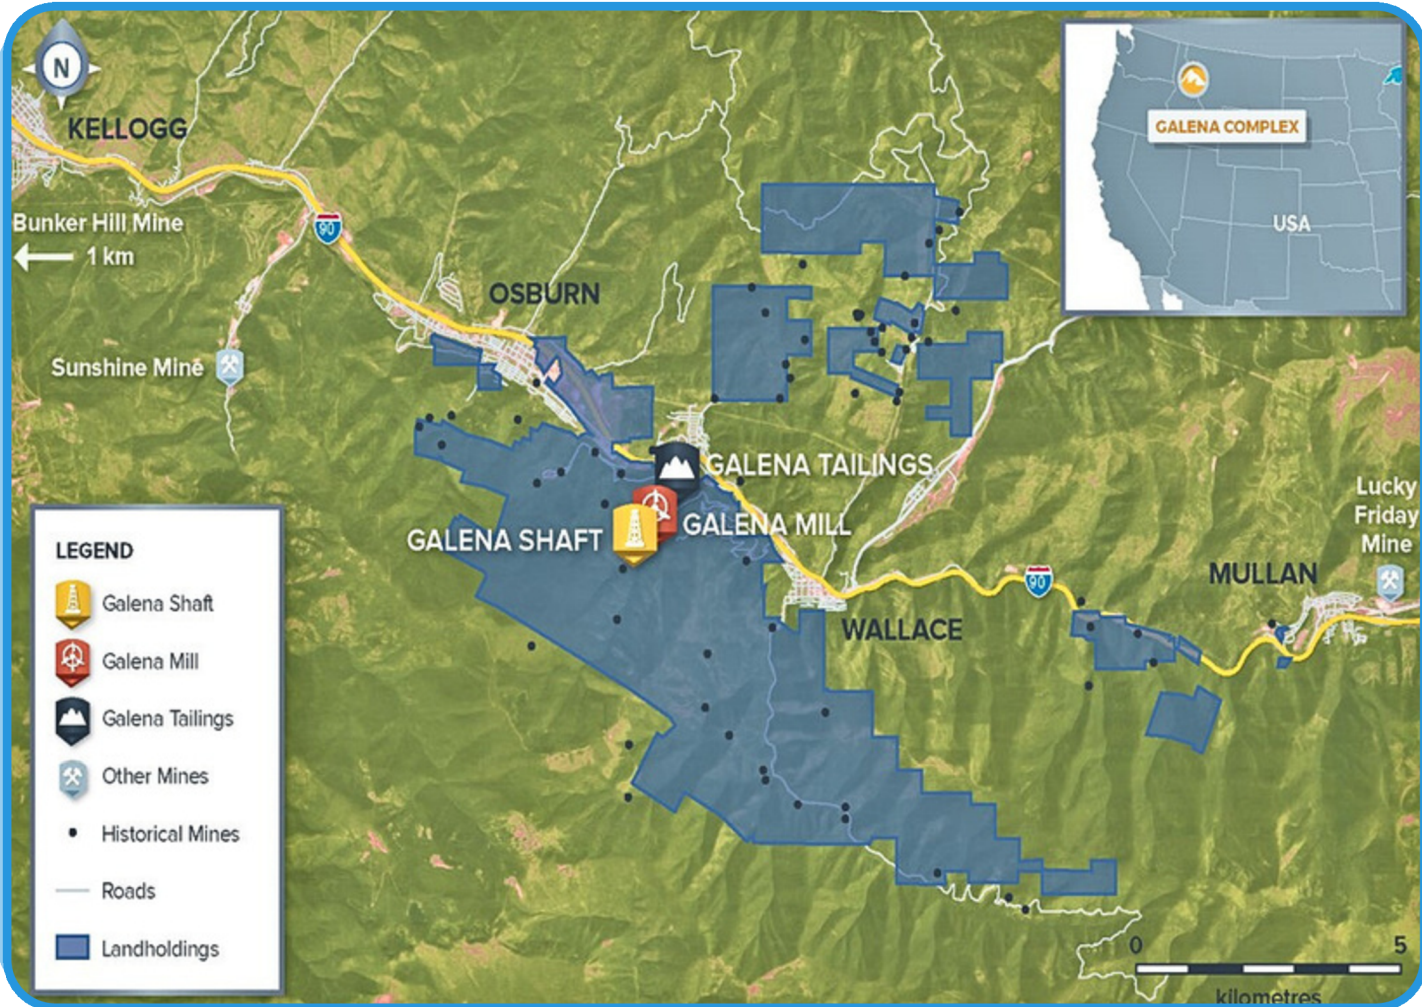 N
KELLOGG
GALENA COMPLEX
USA
Bunker Hill Mine
1 km
90
OSBURN
Sunshine Mine
GALENA TAILINGS
GALENA MILL
GALENA SHAFT
Lucky
Friday
Mine
MULLAN
90
WALLACE
LEGEND
Galena Shaft
Galena Mill
Galena Tailings
Other Mines
Historical Mines
Roads
Landholdings
0 5
kilometres